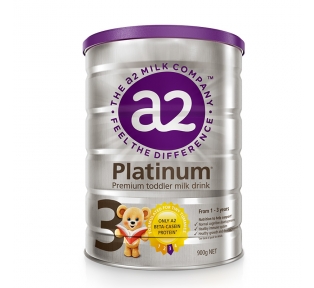 THE a2 MILK COMPANY™
a2
FEEL THE DIFFERENCE
Platinum®
Premium toddler milk drink
3
ONLY A2
BETA-CASEIN
PROTEIN
From 1 - 3 years
900g NET